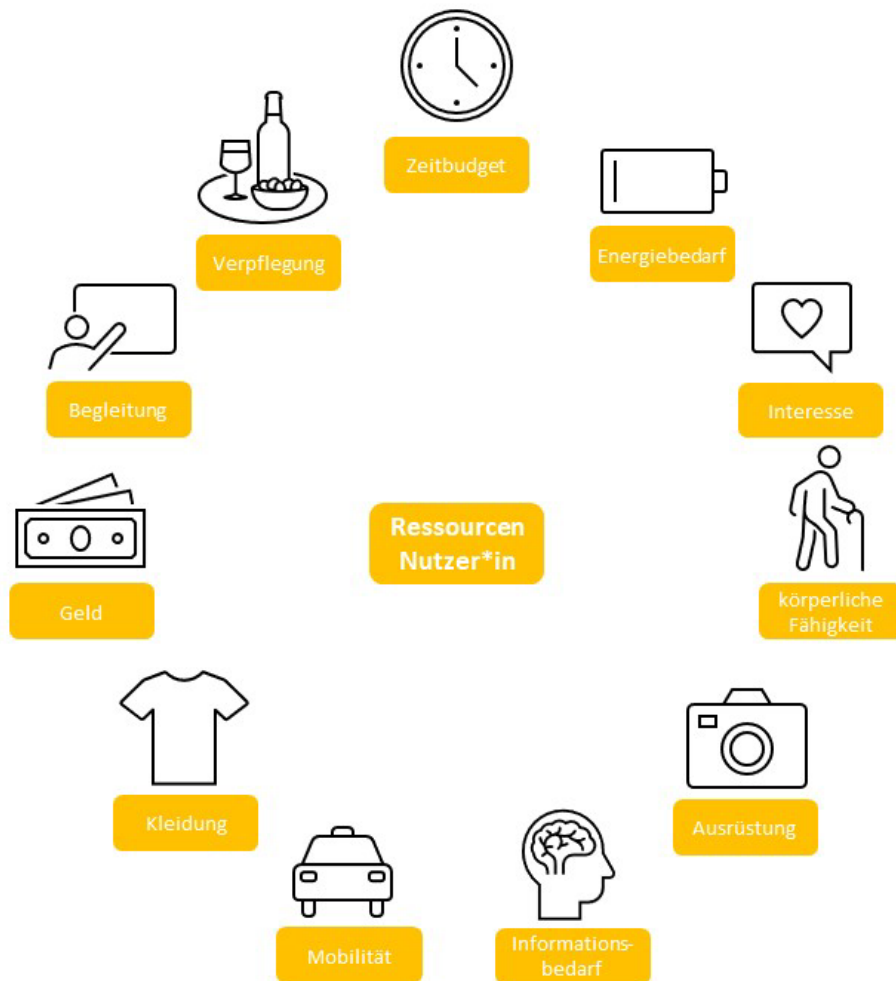 Zeitbudget
Verpflegung
Energiebedarf
Begleitung
Interesse
Ressourcen
Nutzer*in
Geld
körperliche
Fähigkeit
Kleidung
Ausrüstung
Mobilität
Informations-
bedarf